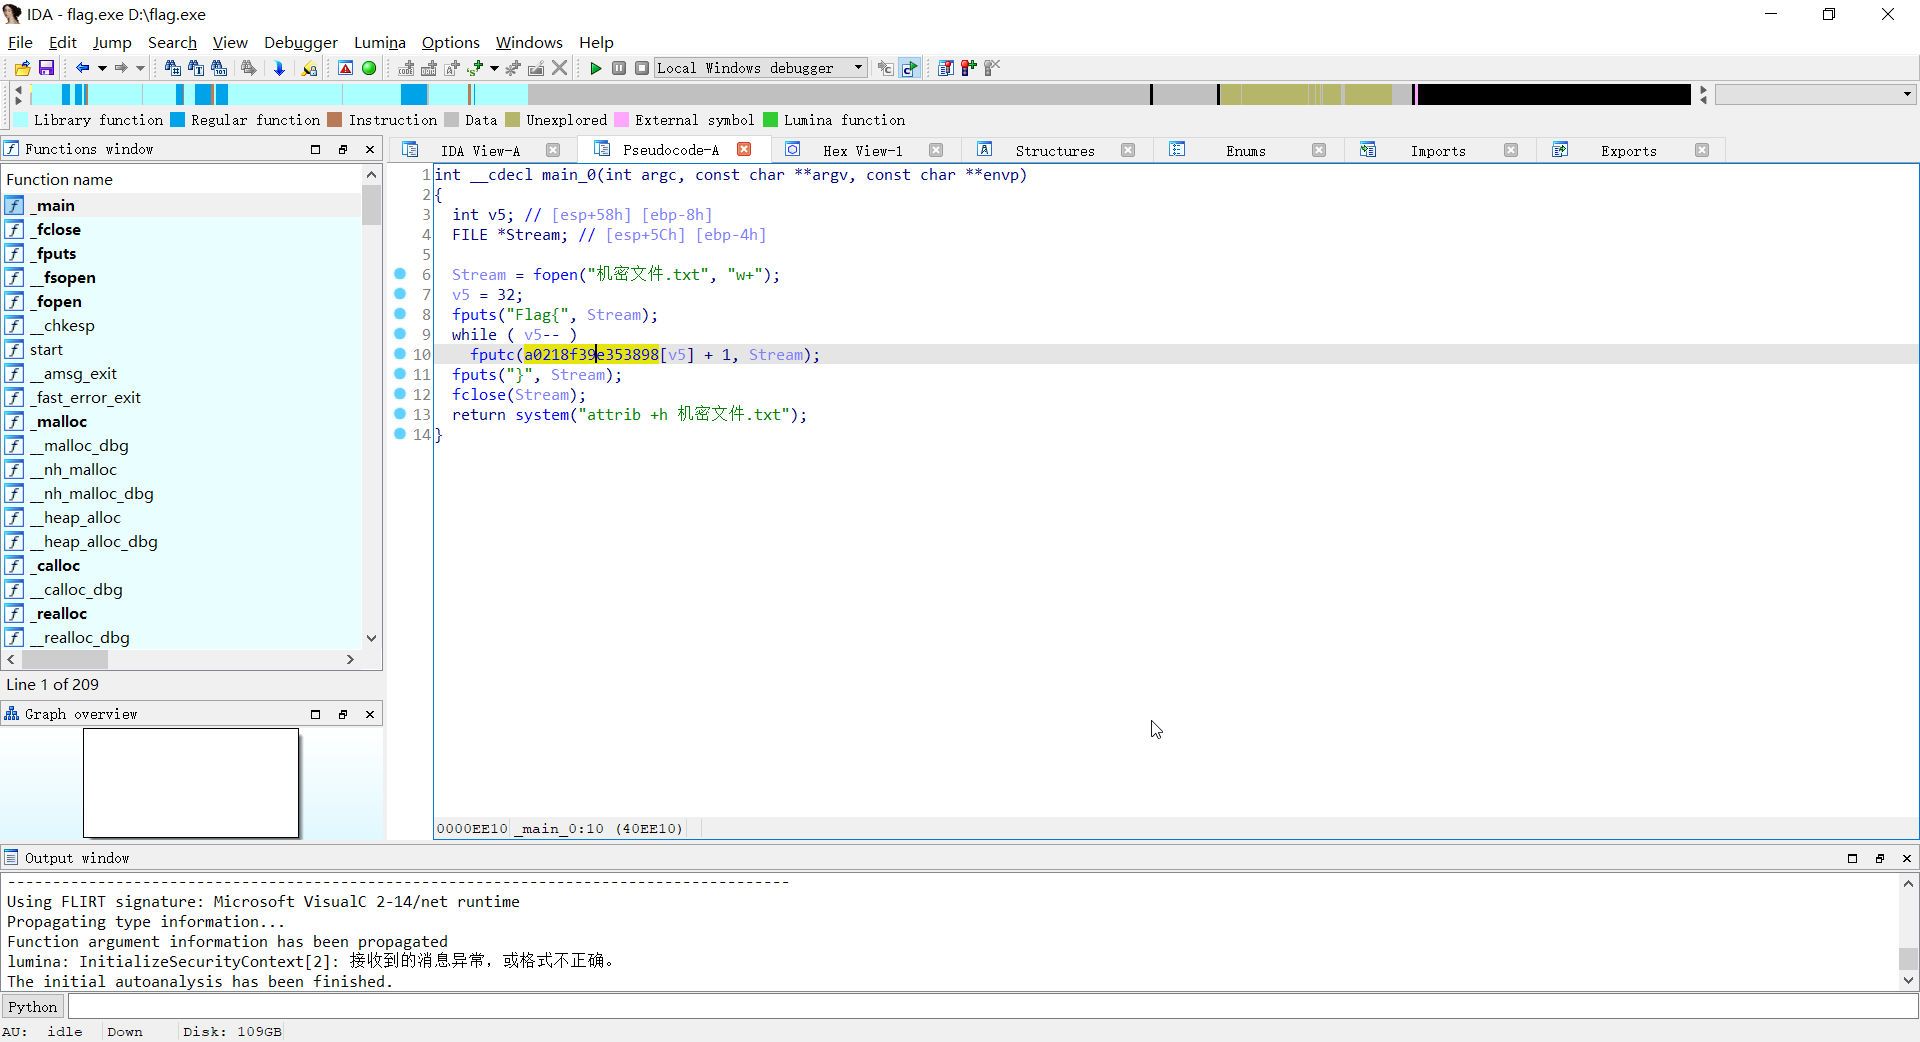 IDA - flag.exe D:\flag.exe
File Edit Jump Search View Debugger Lumina Options Windows Help
Local Windows debugger
Library function Regular function Instruction Data Unexplored External symbol Lumina function
Functions window
Function name
_main
_fclose
_fputs
__fsopen
_fopen
__chkesp
start
__amsg_exit
_fast_error_exit
_malloc
__malloc_dbg
__nh_malloc
__nh_malloc_dbg
__heap_alloc
__heap_alloc_dbg
_calloc
__calloc_dbg
_realloc
__realloc_dbg
Line 1 of 209
Graph overview
IDA View-A Pseudocode-A Hex View-1 Structures Enums Imports Exports
1 int __cdecl main_0(int argc, const char **argv, const char **envp)
2 {
3 int v5; // [esp+58h] [ebp-8h]
4 FILE *Stream; // [esp+5Ch] [ebp-4h]
5
6 Stream = fopen("机密文件.txt", "w+");
7 v5 = 32;
8 fputs("Flag{", Stream);
9 while ( v5-- )
10 fputc(a0218f39e353898[v5] + 1, Stream);
11 fputs("}", Stream);
12 fclose(Stream);
13 return system("attrib +h 机密文件.txt");
14 }
0000EE10 _main_0:10 (40EE10)
Output window
---------------------------------------------------------------------------------------
Using FLIRT signature: Microsoft VisualC 2-14/net runtime
Propagating type information...
Function argument information has been propagated
lumina: InitializeSecurityContext[2]: 接收到的消息异常，或格式不正确。
The initial autoanalysis has been finished.
Python
AU: idle Down Disk: 109GB